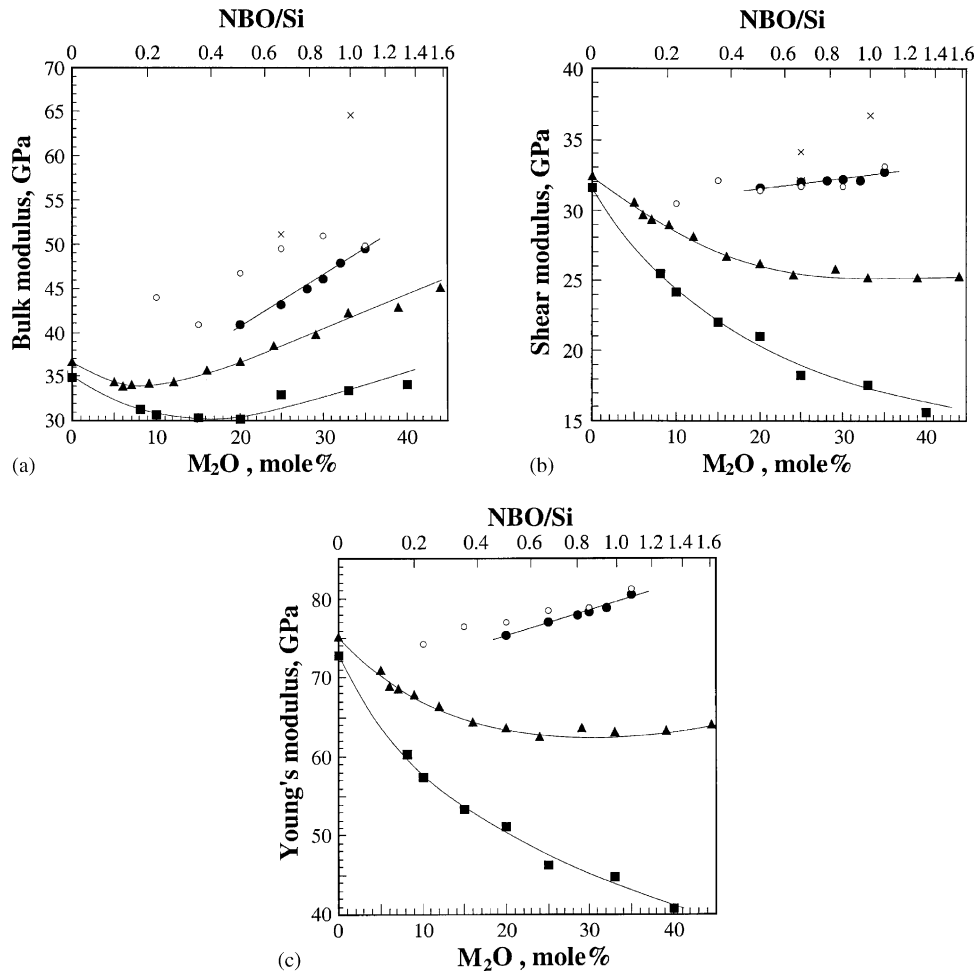 NBO/Si
0 0.2 0.4 0.6 0.8 1.0 1.2 1.4 1.6
70
65
60
55
50
45
40
35
30
Bulk modulus, GPa
0 10 20 30 40
M₂O , mole%
(a)
NBO/Si
0 0.2 0.4 0.6 0.8 1.0 1.2 1.4 1.6
40
35
30
25
20
15
Shear modulus, GPa
0 10 20 30 40
M₂O , mole%
(b)
NBO/Si
0 0.2 0.4 0.6 0.8 1.0 1.2 1.4 1.6
80
70
60
50
40
Young's modulus, GPa
0 10 20 30 40
M₂O , mole%
(c)